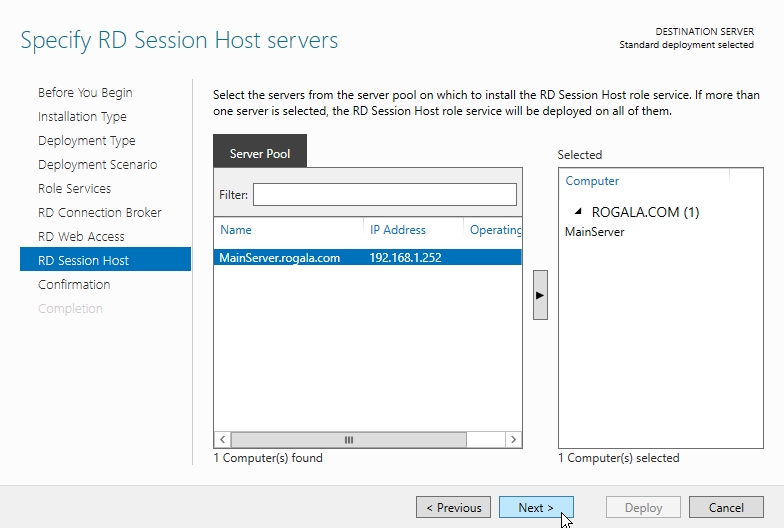 Specify RD Session Host servers
DESTINATION SERVER
Standard deployment selected
Before You Begin
Installation Type
Deployment Type
Deployment Scenario
Role Services
RD Connection Broker
RD Web Access
RD Session Host
Confirmation
Completion
Select the servers from the server pool on which to install the RD Session Host role service. If more than
one server is selected, the RD Session Host role service will be deployed on all of them.
Server Pool
Filter:
Name IP Address Operating
MainServer.rogala.com 192.168.1.252
1 Computer(s) found
Selected
Computer
ROGALA.COM (1)
MainServer
1 Computer(s) selected
< Previous Next > Deploy Cancel